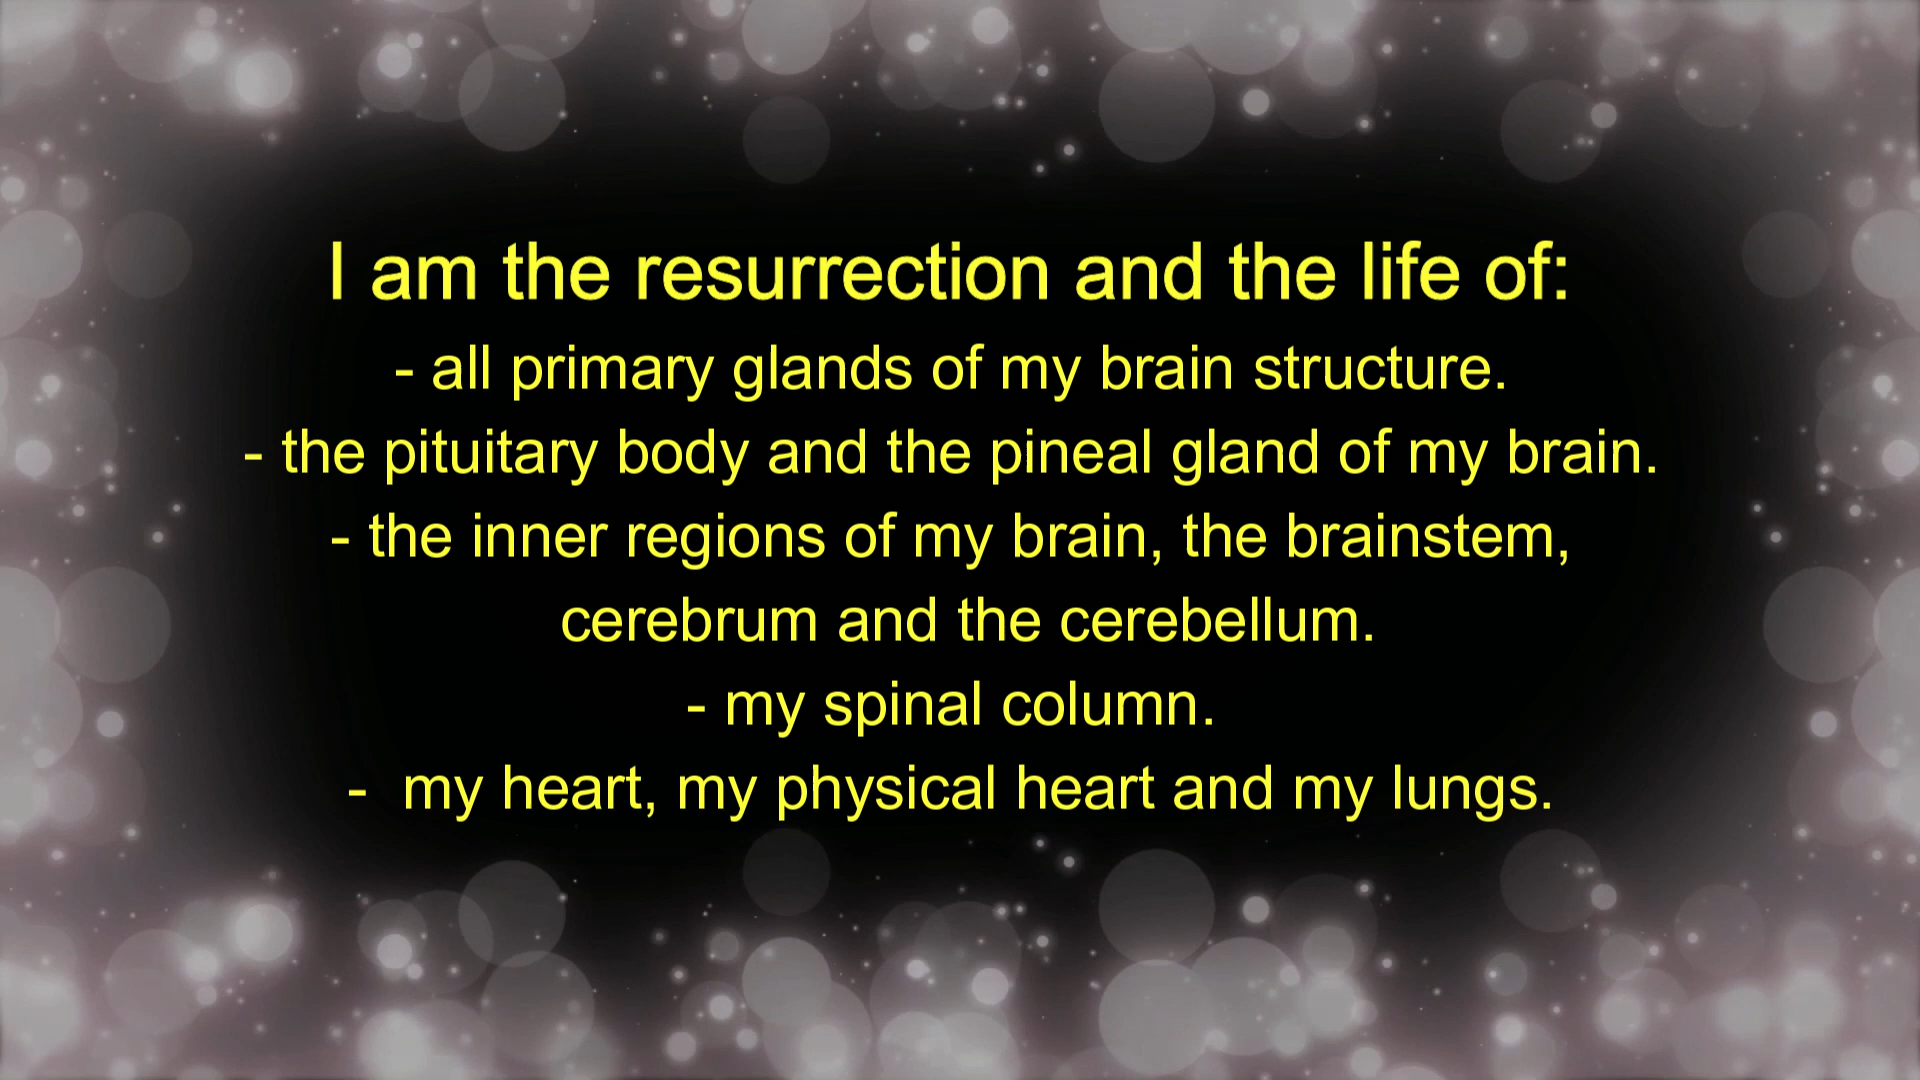 I am the resurrection and the life of:
- all primary glands of my brain structure.
- the pituitary body and the pineal gland of my brain.
- the inner regions of my brain, the brainstem,
cerebrum and the cerebellum.
- my spinal column.
-  my heart, my physical heart and my lungs.